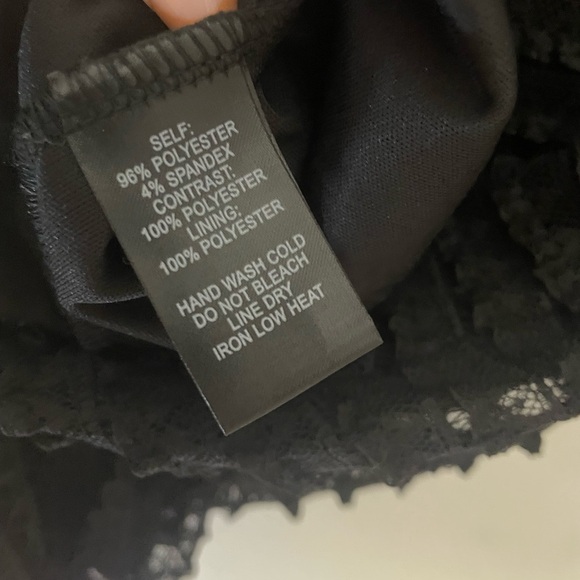 SELF:
96% POLYESTER
4% SPANDEX
CONTRAST:
100% POLYESTER
LINING:
100% POLYESTER
HAND WASH COLD
DO NOT BLEACH
LINE DRY
IRON LOW HEAT